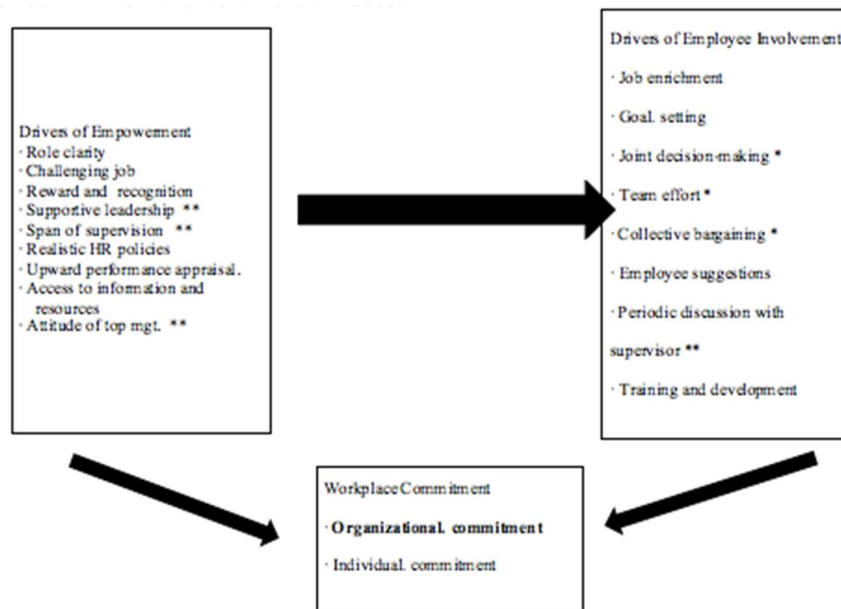 Drivers of Empowerment
· Role clarity
· Challenging job
· Reward and recognition
· Supportive leadership **
· Span of supervision **
· Realistic HR policies
· Upward performance appraisal.
· Access to information and
resources
· Attitude of top mgt. **
Drivers of Employee Involvement
· Job enrichment
· Goal. setting
· Joint decision-making *
· Team effort *
· Collective bargaining *
· Employee suggestions
· Periodic discussion with
supervisor **
· Training and development
Workplace Commitment
· Organizational. commitment
· Individual. commitment